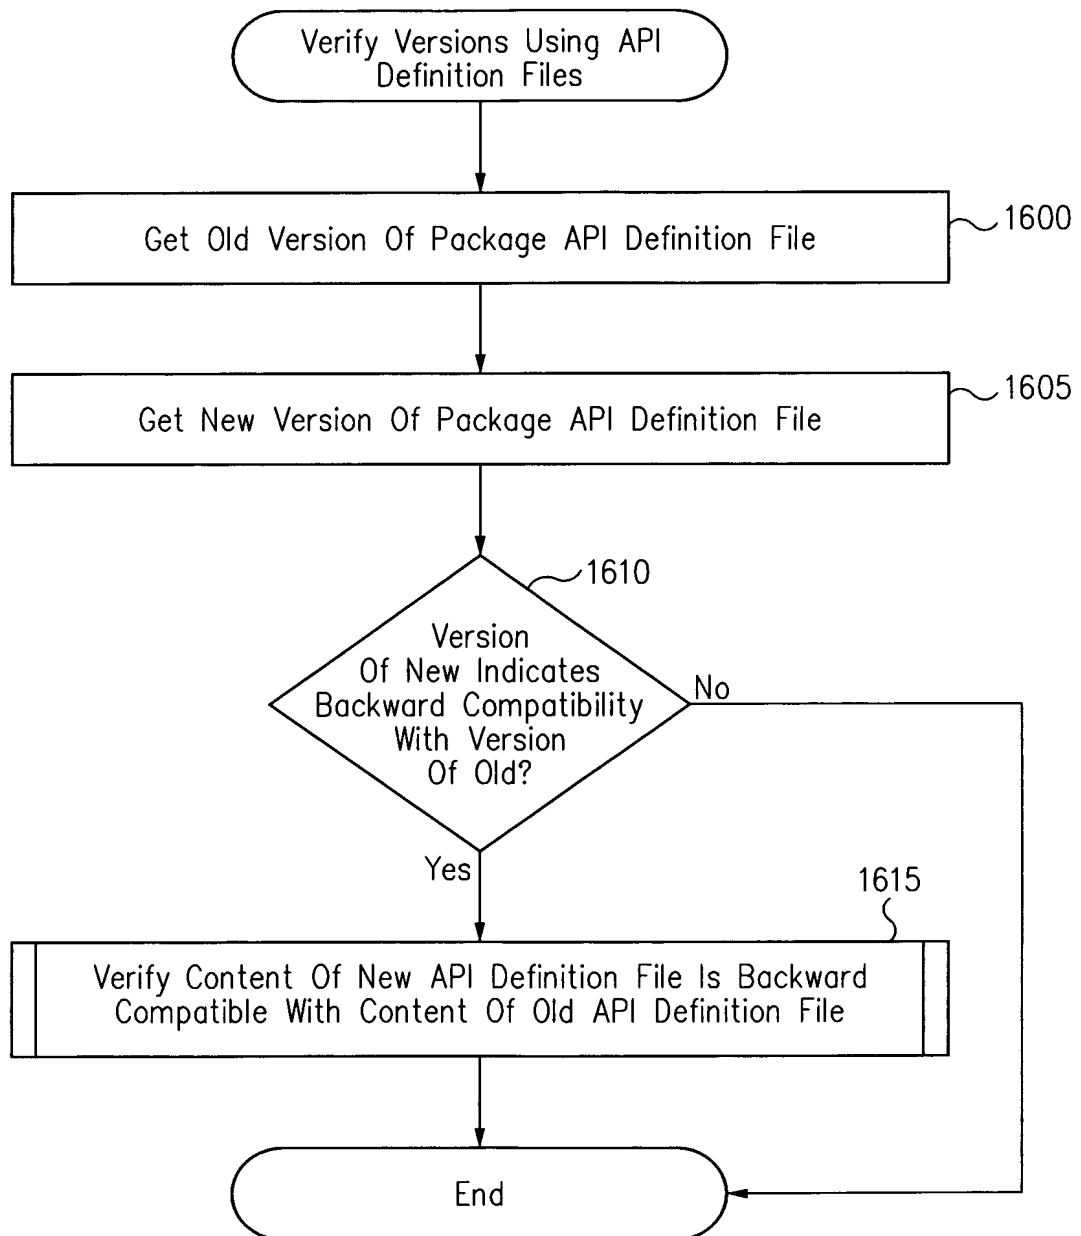 Verify Versions Using API
Definition Files
Get Old Version Of Package API Definition File
1600
Get New Version Of Package API Definition File
1605
1610
Version
Of New Indicates
Backward Compatibility
With Version
Of Old?
No
Yes
1615
Verify Content Of New API Definition File Is Backward
Compatible With Content Of Old API Definition File
End